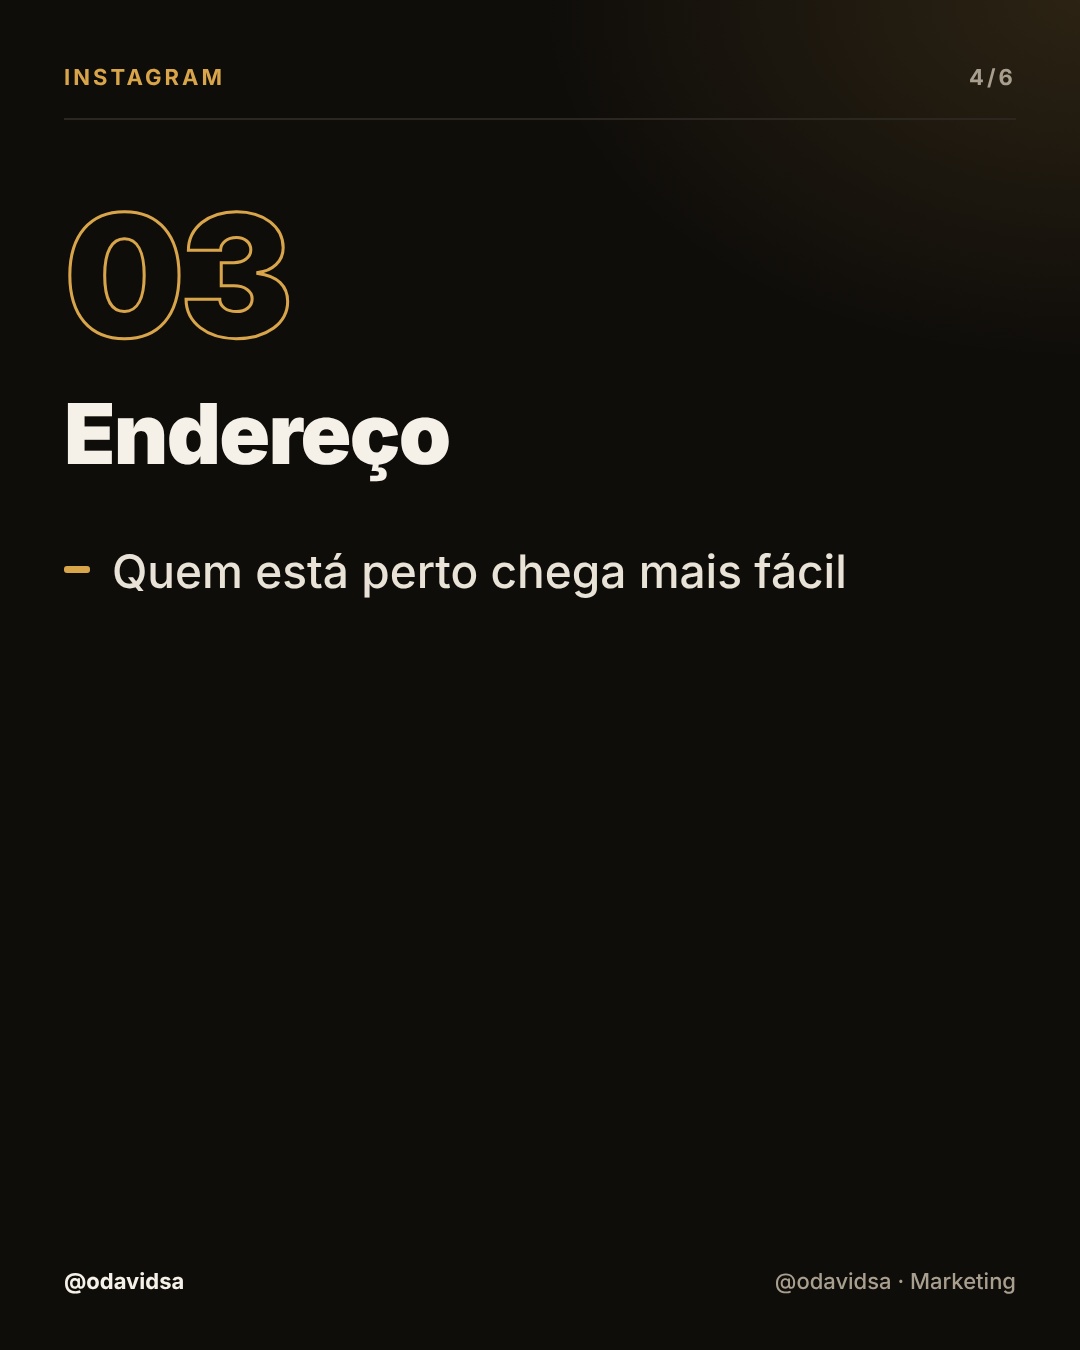 INSTAGRAM
4/6
03
Endereço
Quem está perto chega mais fácil
@odavidsa
@odavidsa · Marketing